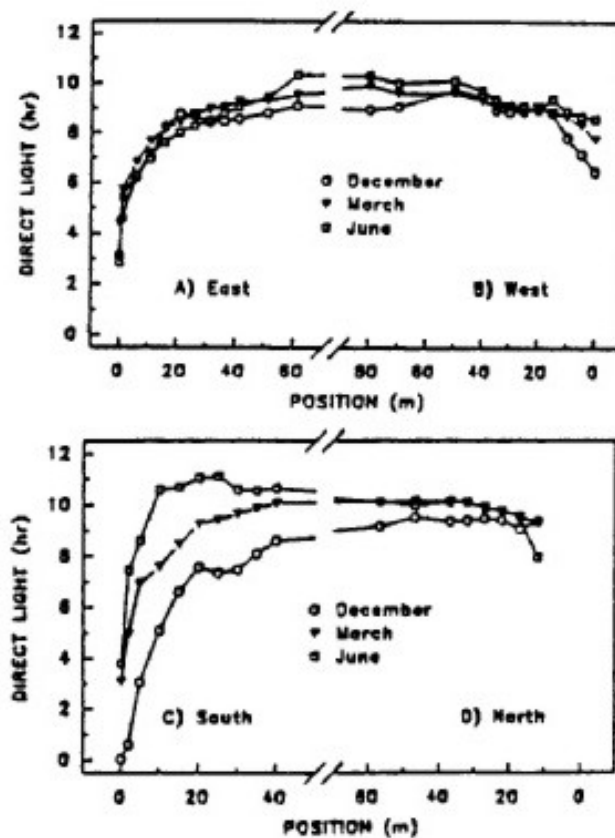 12
10
8
6
4
2
0
DIRECT LIGHT (hr)
December
March
June
A) East
B) West
0 20 40 60 80 60 40 20 0
POSITION (m)
12
10
8
6
4
2
0
DIRECT LIGHT (hr)
December
March
June
C) South
D) North
0 20 40 60 40 20 0
POSITION (m)